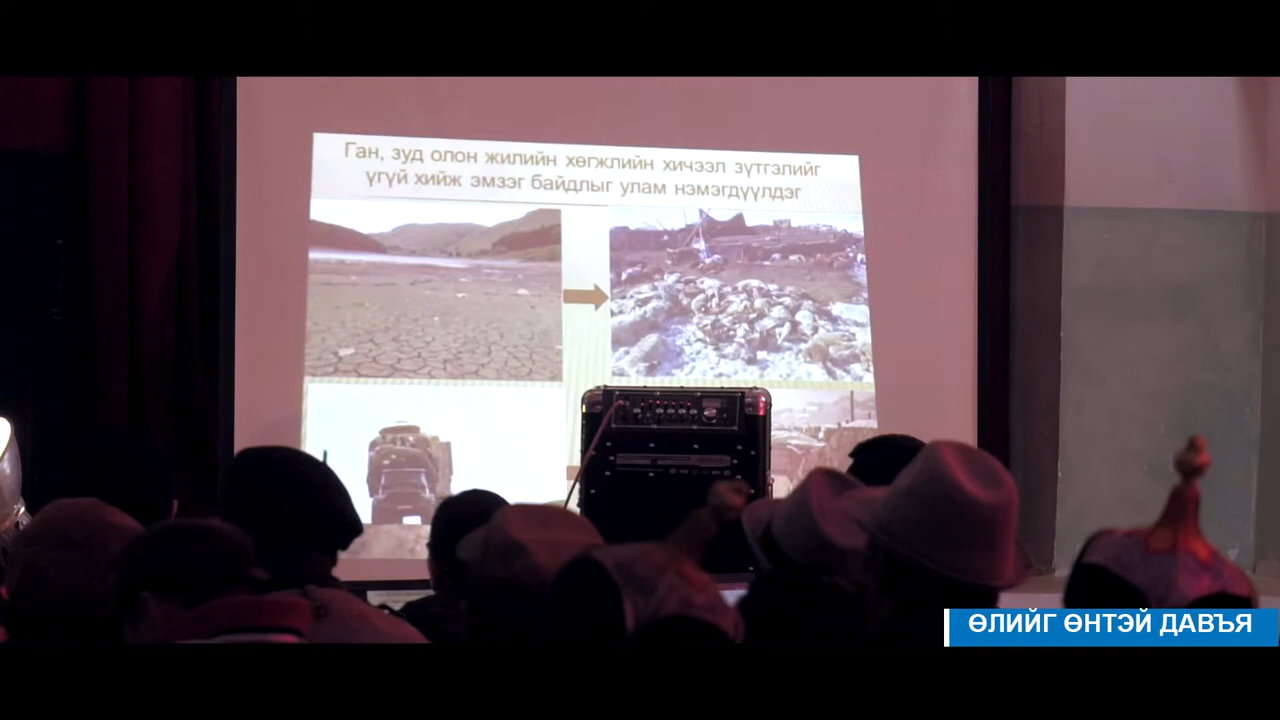 Ган, зуд олон жилийн хөгжлийн хичээл зүтгэлийг
үгүй хийж эмзэг байдлыг улам нэмэгдүүлдэг
ӨЛИЙГ ӨНТЭЙ ДАВЪЯ